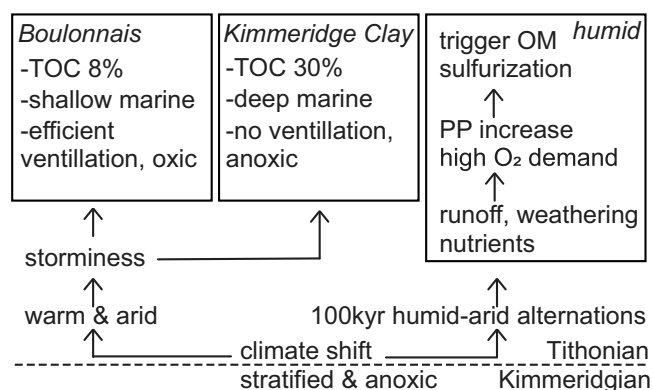 Boulonnais
-TOC 8%
-shallow marine
-efficient
ventillation, oxic
Kimmeridge Clay
-TOC 30%
-deep marine
-no ventillation,
anoxic
humid
trigger OM
sulfurization
PP increase
high O₂ demand
runoff, weathering
nutrients
storminess
warm & arid
100kyr humid-arid alternations
climate shift
Tithonian
stratified & anoxic
Kimmeridgian